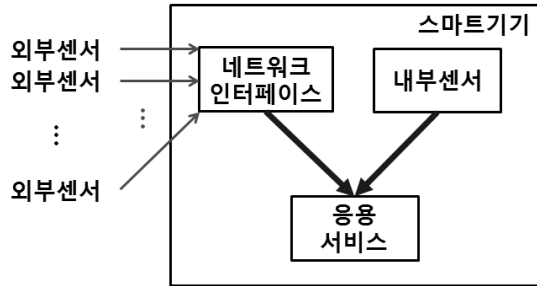 스마트기기
외부센서
외부센서
⋮
⋮
외부센서
네트워크
인터페이스
내부센서
응용
서비스